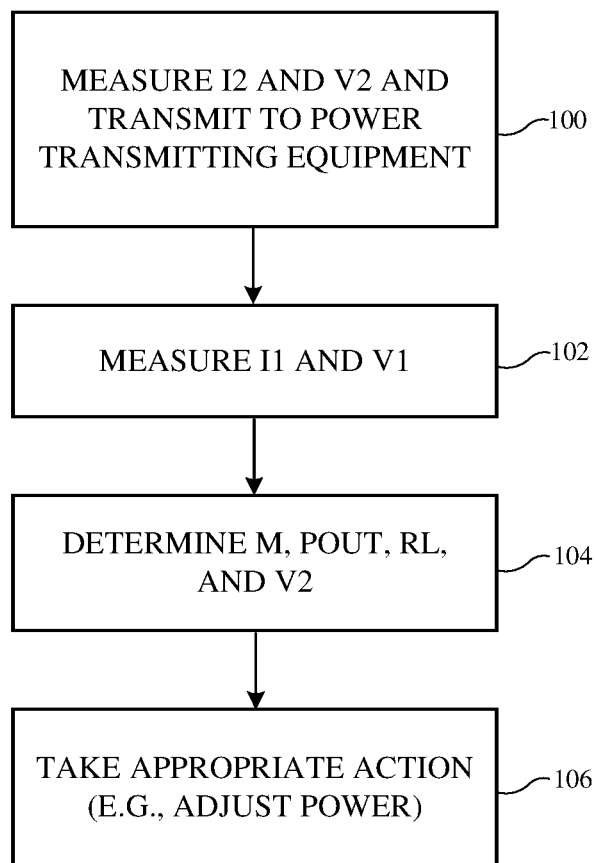 MEASURE I2 AND V2 AND
TRANSMIT TO POWER
TRANSMITTING EQUIPMENT
100
MEASURE I1 AND V1
102
DETERMINE M, POUT, RL,
AND V2
104
TAKE APPROPRIATE ACTION
(E.G., ADJUST POWER)
106